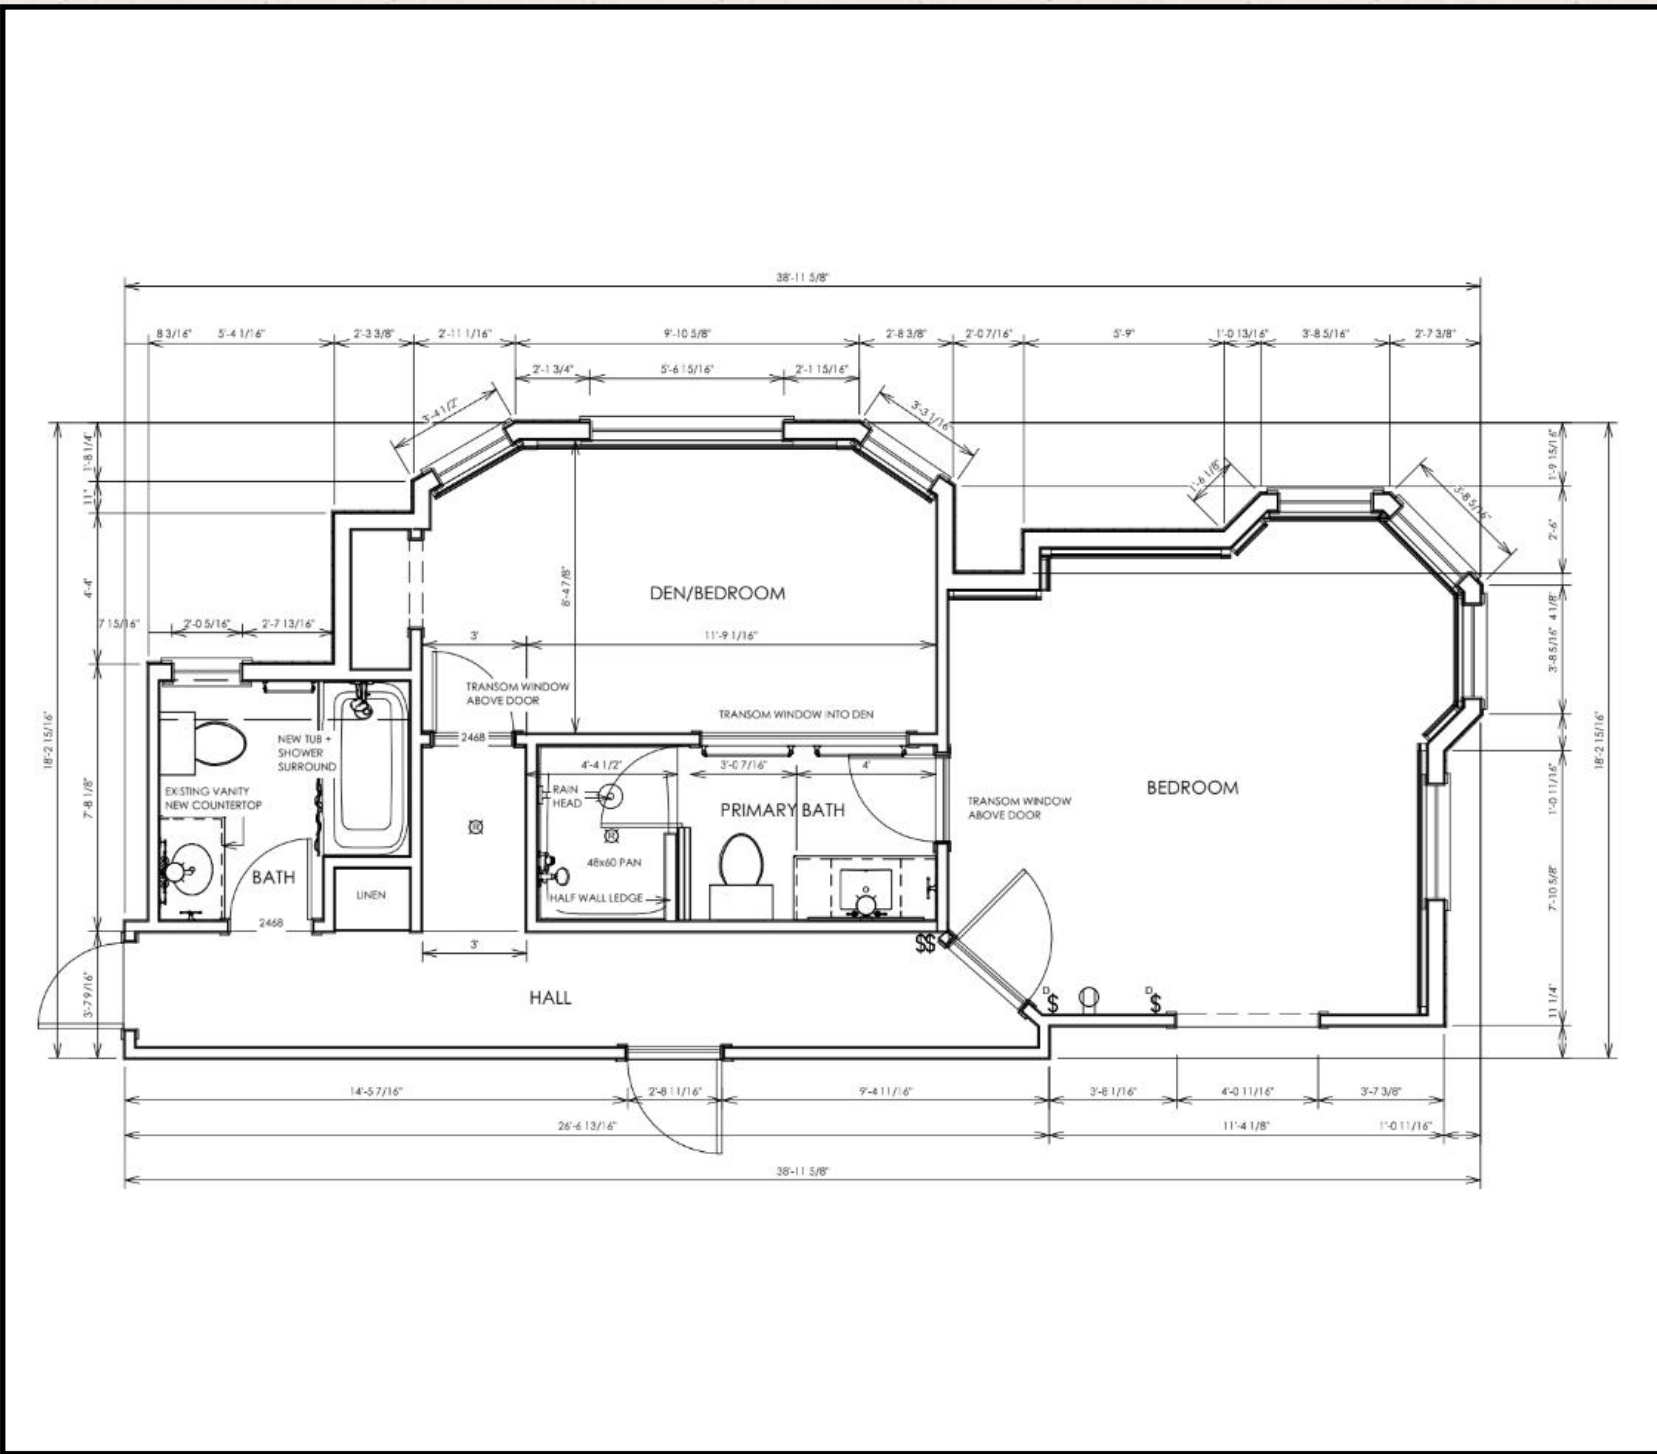 38'-11 5/8"
8 3/16" 5'-4 1/16" 2'-3 3/8" 2'-11 1/16" 9'-10 5/8" 2'-8 3/8" 2'-0 7/16" 5'-9" 1'-0 13/16" 3'-8 5/16" 2'-7 3/8"
2'-1 3/4" 5'-6 15/16" 2'-1 15/16"
3'-4 1/2" 3'-3 1/16"
1'-8 1/4" 1'-9 15/16"
1'-6 1/8" 3'-8 5/16"
11" 2'-6"
4'-4" 8'-4 7/8" DEN/BEDROOM 4 1/8"
7 15/16" 2'-0 5/16" 2'-7 13/16" 3' 11'-9 1/16" 3'-8 5/16"
TRANSOM WINDOW
ABOVE DOOR
TRANSOM WINDOW INTO DEN
18'-2 15/16" 18'-2 15/16"
NEW TUB +
SHOWER
SURROUND
2468
4'-4 1/2" 3'-0 7/16" 4'
1'-0 11/16"
7'-8 1/8"
EXISTING VANITY
NEW COUNTERTOP
RAIN
HEAD
PRIMARY BATH
BEDROOM
TRANSOM WINDOW
ABOVE DOOR
R
R
48x60 PAN
BATH
LINEN
HALF WALL LEDGE
7'-10 5/8"
2468
3'
$$
3'-7 9/16"
HALL
D
$
D
$
11 1/4"
14'-5 7/16" 2'-8 11/16" 9'-4 11/16" 3'-8 1/16" 4'-0 11/16" 3'-7 3/8"
26'-6 13/16" 11'-4 1/8" 1'-0 11/16"
38'-11 5/8"